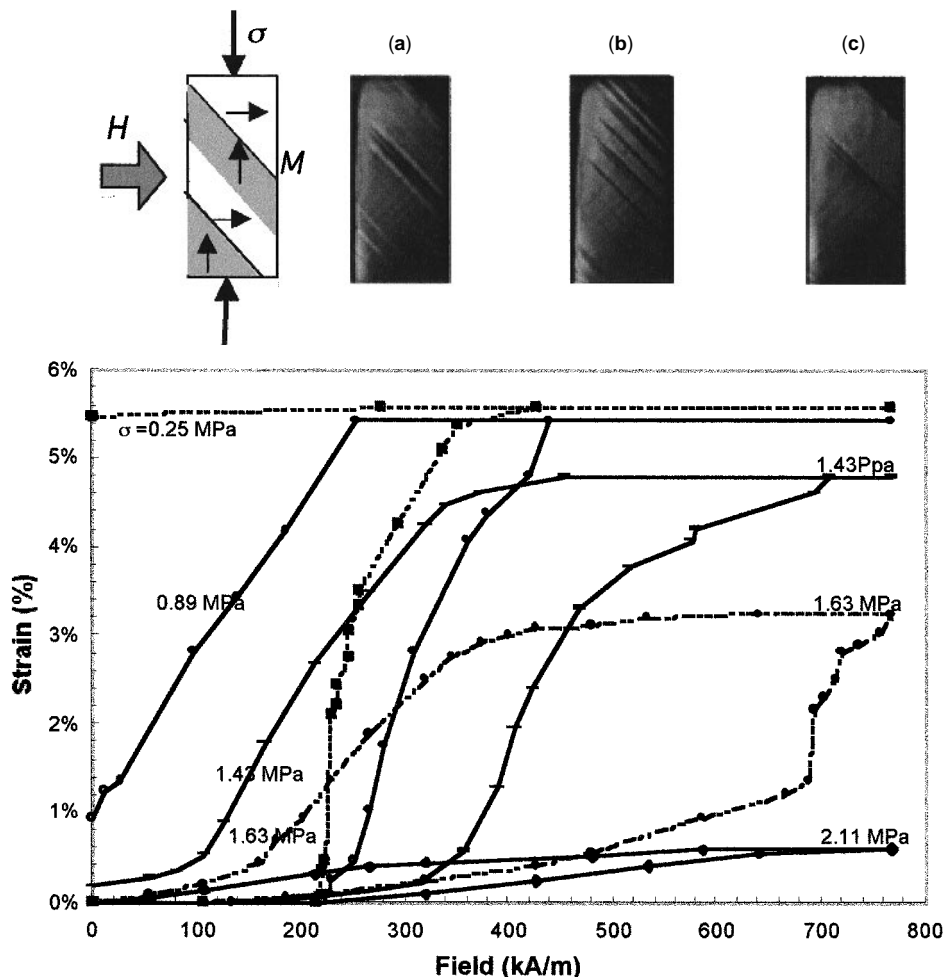 σ
(a)
(b)
(c)
H
M
6%
5%
4%
3%
2%
1%
0%
Strain (%)
σ =0.25 MPa
1.43Ppa
0.89 MPa
1.63 MPa
1.43 MPa
1.63 MPa
2.11 MPa
0
100
200
300
400
500
600
700
800
Field (kA/m)